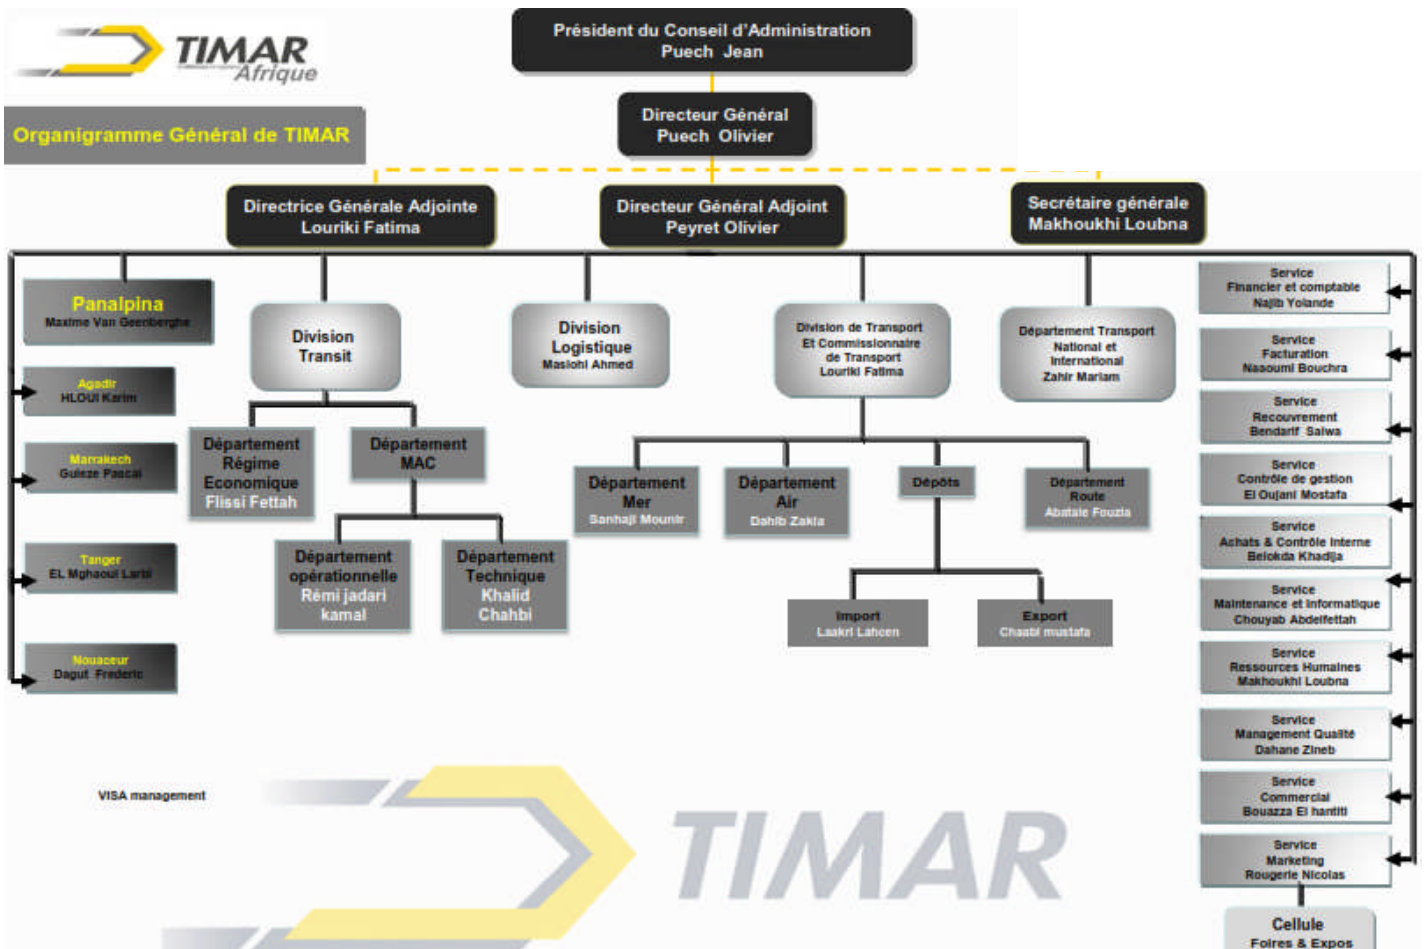 TIMAR
Afrique
Organigramme Général de TIMAR
Président du Conseil d'Administration
Puech Jean
Directeur Général
Puech Olivier
Directrice Générale Adjointe
Louriki Fatima
Directeur Général Adjoint
Peyret Olivier
Secrétaire générale
Makhoukhi Loubna
Panalpina
Maxime Van Geenberghe
Agadir
HLOUI Karim
Marrakech
Guieze Pascal
Tanger
EL Mghaoui Larbi
Nouaceur
Dagut Frederic
Division
Transit
Département
Régime
Economique
Flissi Fettah
Département
MAC
Département
opérationnelle
Rémi jadari
kamal
Département
Technique
Khalid
Chahbi
Division
Logistique
Maslohi Ahmed
Division de Transport
Et Commissionnaire
de Transport
Louriki Fatima
Département
Mer
Sanhaji Mounir
Département
Air
Dahib Zakia
Dépôts
Import
Laakri Lahcen
Export
Chaabi mustafa
Département
Route
Abataie Fouzia
Département Transport
National et
International
Zahir Mariam
Service
Financier et comptable
Najib Yolande
Service
Facturation
Naaoumi Bouchra
Service
Recouvrement
Bendarif Salwa
Service
Contrôle de gestion
El Oujani Mostafa
Service
Achats & Contrôle Interne
Belokda Khadija
Service
Maintenance et Informatique
Chouyab Abdelfettah
Service
Ressources Humaines
Makhoukhi Loubna
Service
Management Qualité
Dahane Zineb
Service
Commercial
Bouazza El hantiti
Service
Marketing
Rougerie Nicolas
Cellule
Foires & Expos
VISA management
TIMAR